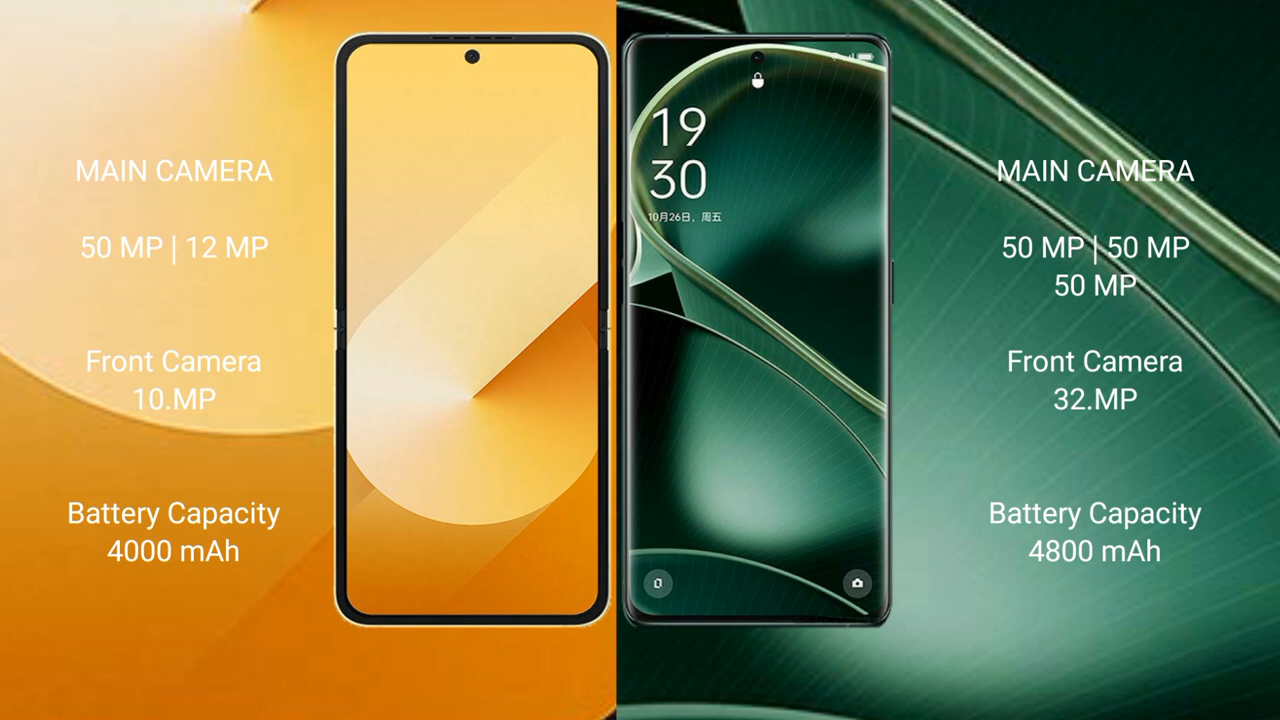 MAIN CAMERA
50 MP | 12 MP
Front Camera
10.MP
Battery Capacity
4000 mAh
19
30
10月26日，周五
MAIN CAMERA
50 MP | 50 MP
50 MP
Front Camera
32.MP
Battery Capacity
4800 mAh